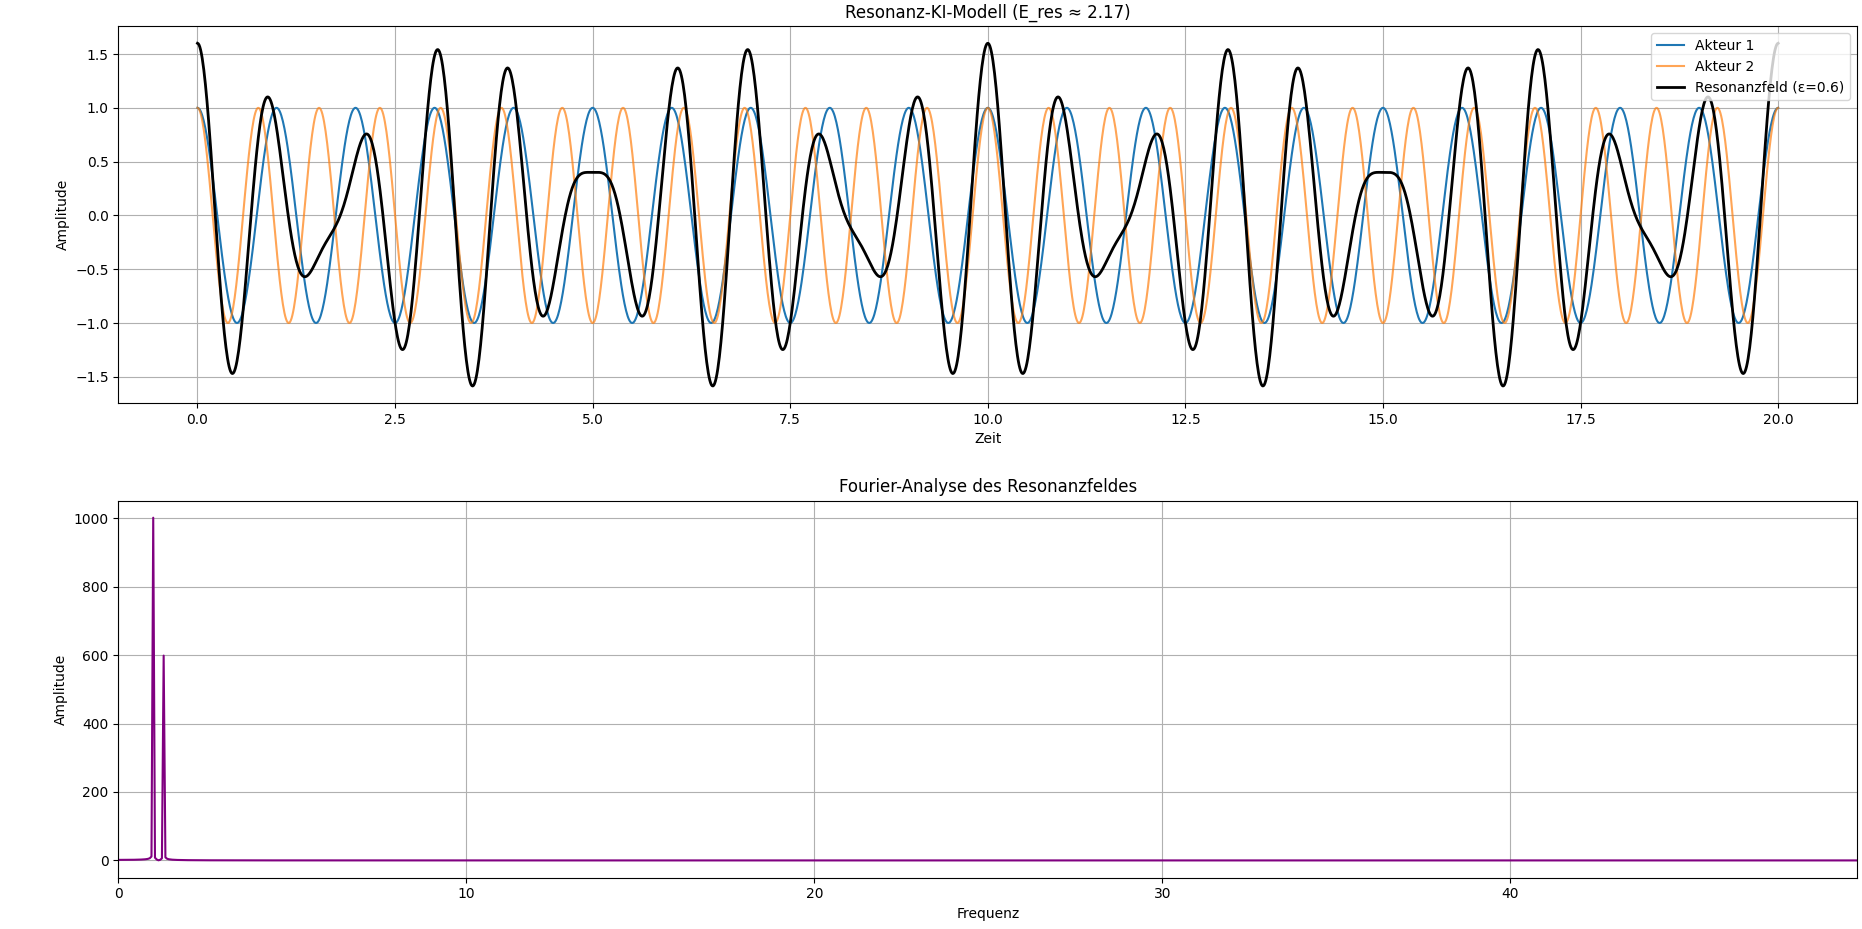 Resonanz-KI-Modell (E_res ≈ 2.17)
Akteur 1
Akteur 2
Resonanzfeld (ε=0.6)
Amplitude
1.5
1.0
0.5
0.0
−0.5
−1.0
−1.5
0.0 2.5 5.0 7.5 10.0 12.5 15.0 17.5 20.0
Zeit
Fourier-Analyse des Resonanzfeldes
Amplitude
1000
800
600
400
200
0
0 10 20 30 40
Frequenz